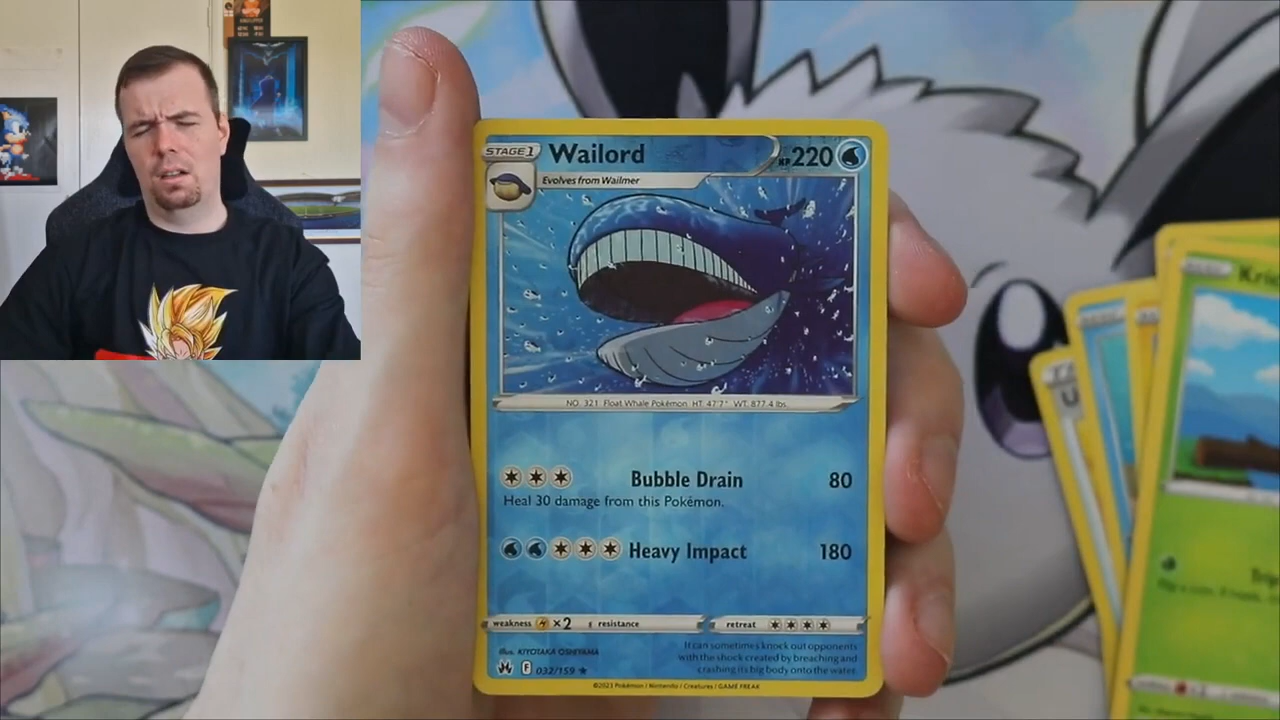 STAGE 1 Wailord HP 220
Evolves from Wailmer
NO. 321 Float Whale Pokémon HT: 47'7" WT: 877.4 lbs.
Bubble Drain 80
Heal 30 damage from this Pokémon.
Heavy Impact 180
weakness ×2 resistance retreat
Illus. KIYOTAKA OSHIYAMA
F 032/159 ★
It can sometimes knock out opponents
with the shock created by breaching and
crashing its big body onto the water.
©2023 Pokémon / Nintendo / Creatures / GAME FREAK